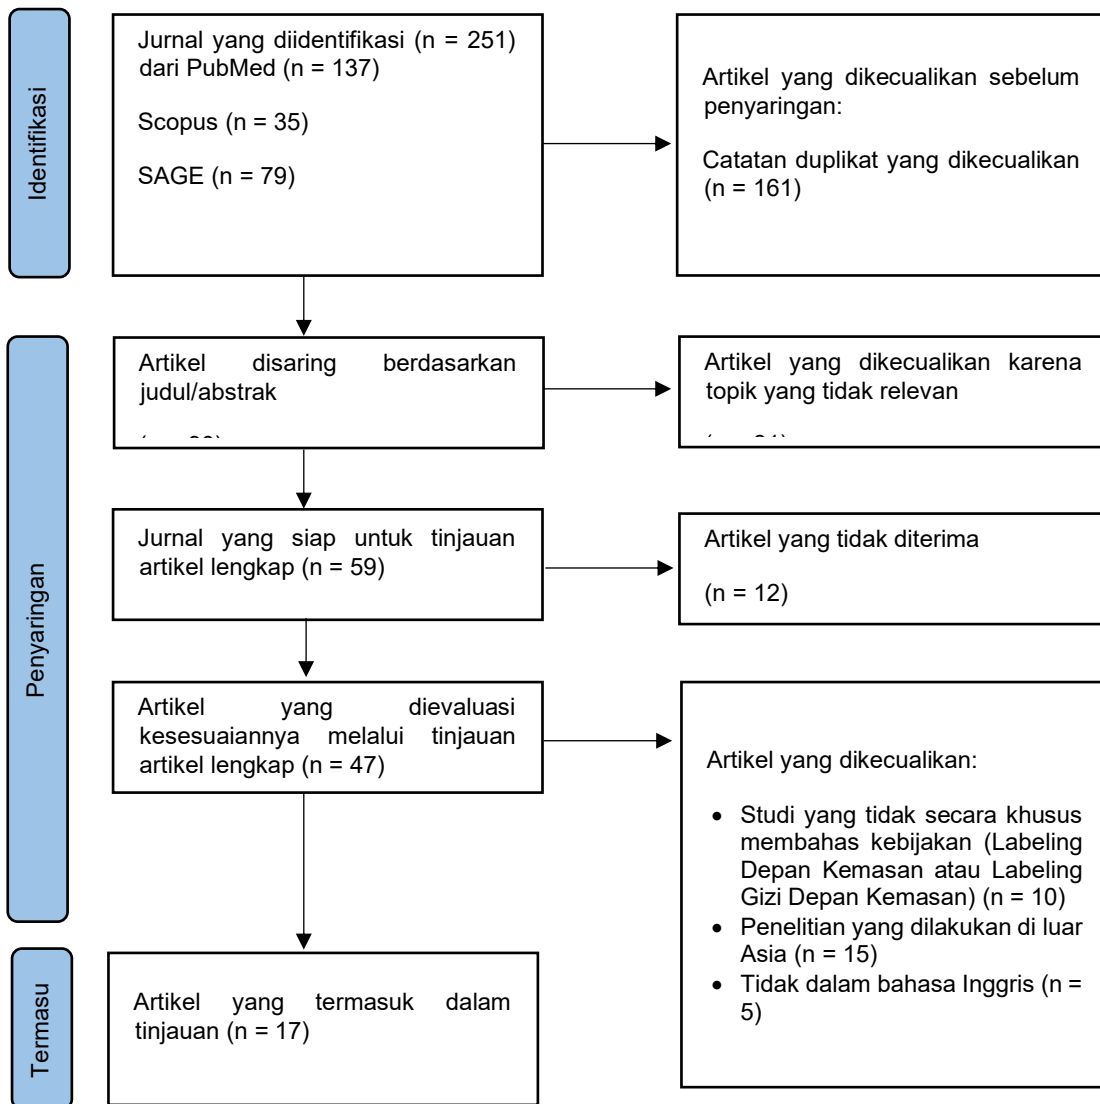 Identifikasi
Jurnal yang diidentifikasi (n = 251)
dari PubMed (n = 137)
Scopus (n = 35)
SAGE (n = 79)
Artikel yang dikecualikan sebelum
penyaringan:
Catatan duplikat yang dikecualikan
(n = 161)
Penyaringan
Artikel disaring berdasarkan
judul/abstrak
Artikel yang dikecualikan karena
topik yang tidak relevan
Jurnal yang siap untuk tinjauan
artikel lengkap (n = 59)
Artikel yang tidak diterima
(n = 12)
Artikel yang dievaluasi
kesesuaiannya melalui tinjauan
artikel lengkap (n = 47)
Artikel yang dikecualikan:
• Studi yang tidak secara khusus
membahas kebijakan (Labeling
Depan Kemasan atau Labeling
Gizi Depan Kemasan) (n = 10)
• Penelitian yang dilakukan di luar
Asia (n = 15)
• Tidak dalam bahasa Inggris (n =
5)
Termasu
Artikel yang termasuk dalam
tinjauan (n = 17)